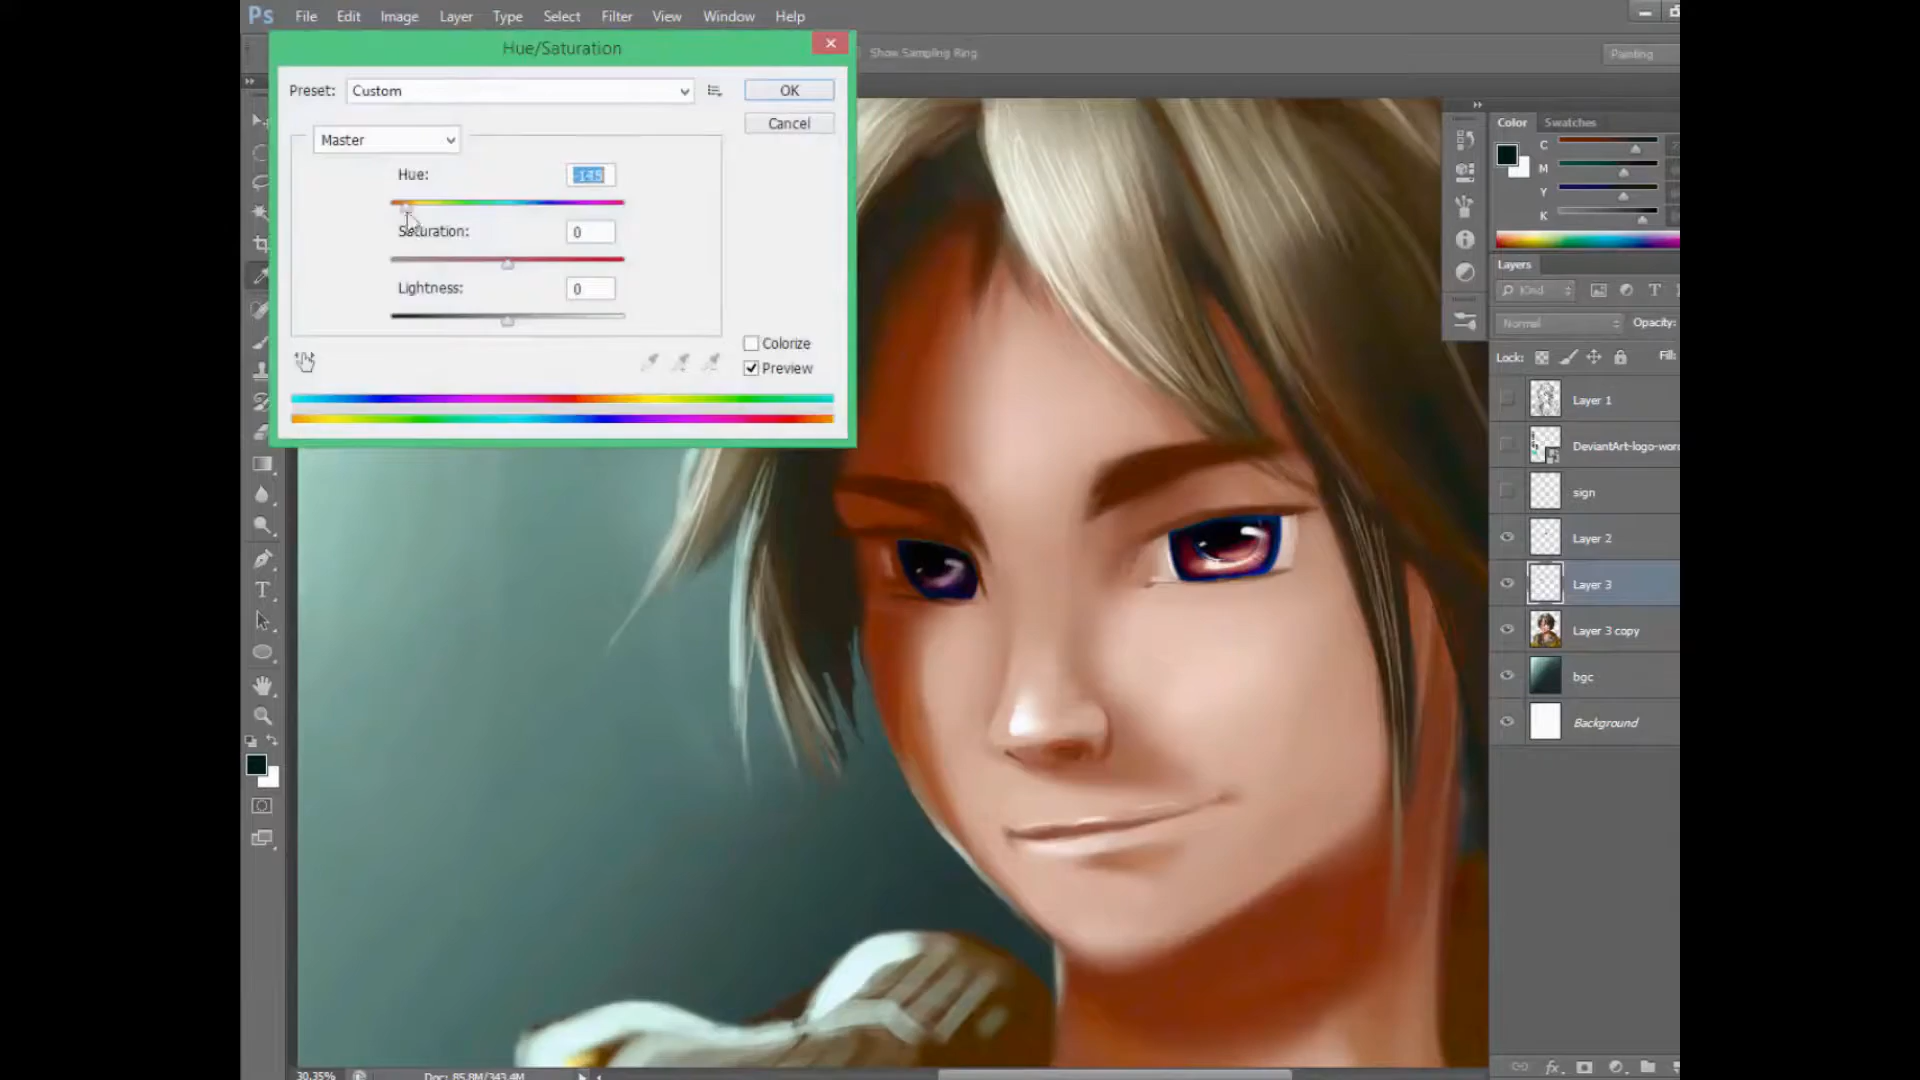 Ps File Edit Image Layer Type Select Filter View Window Help
Hue/Saturation
Show Sampling Ring
Painting
Preset: Custom
OK
Cancel
Master
Hue: -145
Saturation: 0
Lightness: 0
Colorize
Preview
Color Swatches
C
M
Y
K
Layers
Kind
Normal Opacity:
Lock: Fill:
Layer 1
DeviantArt-logo-wor
sign
Layer 2
Layer 3
Layer 3 copy
bgc
Background
30.35% Doc: 85.8M/343.4M